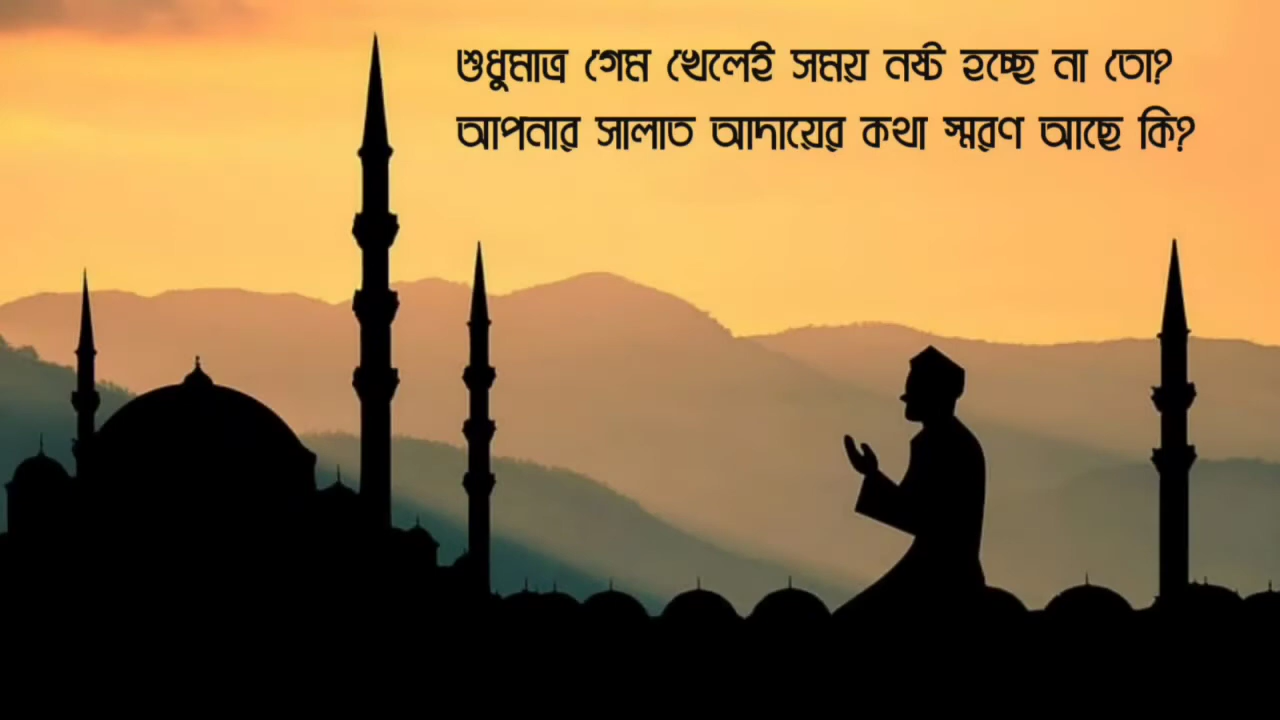 শুধুমাত্র গেম খেলেই সময় নষ্ট হচ্ছে না তো?
আপনার সালাত আদায়ের কথা স্মরণ আছে কি?